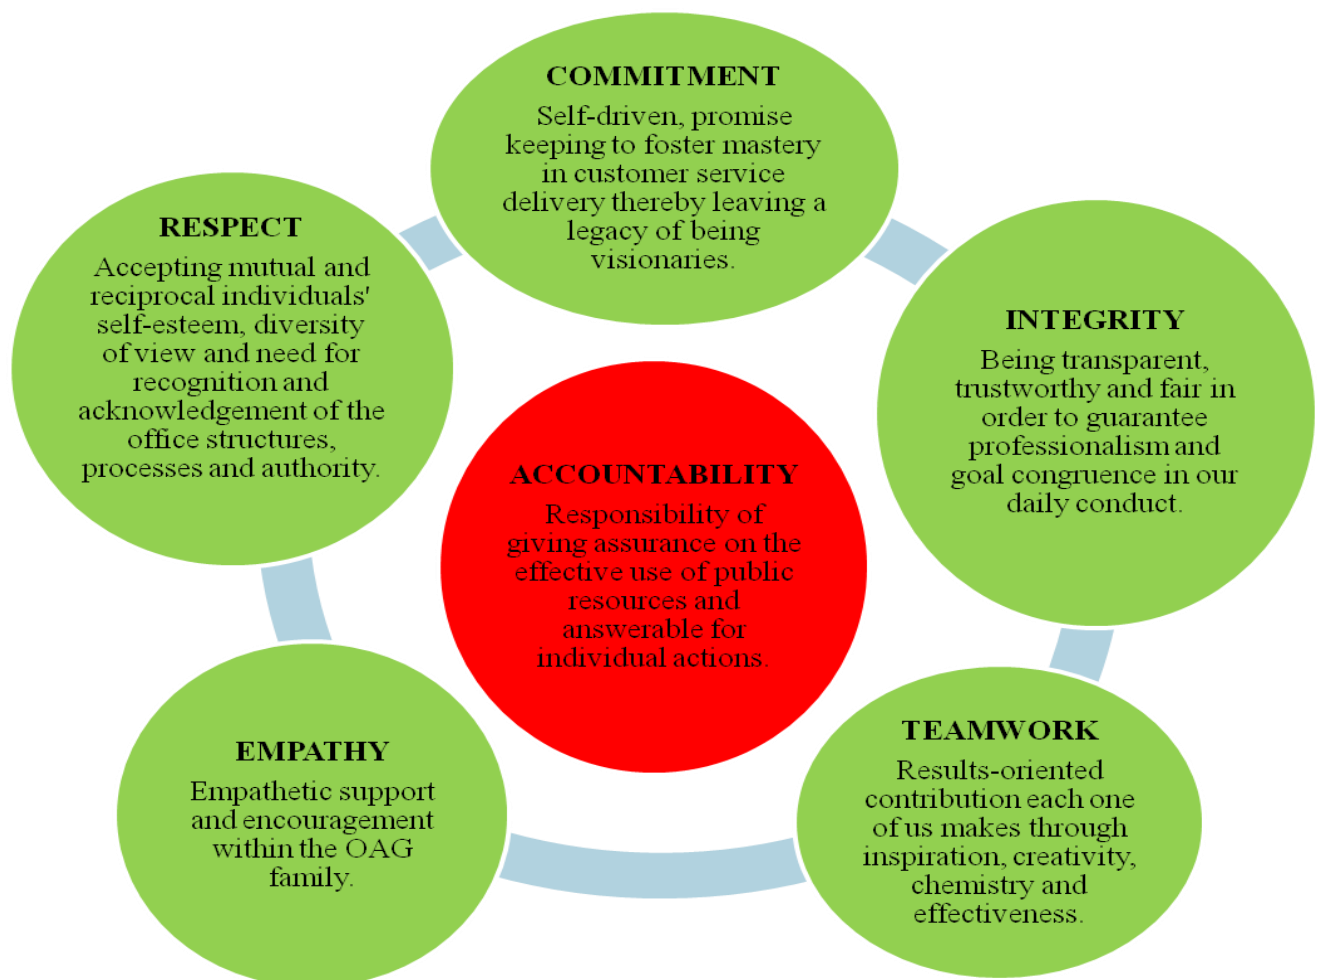 COMMITMENT
Self-driven, promise
keeping to foster mastery
in customer service
delivery thereby leaving a
legacy of being
visionaries.
RESPECT
Accepting mutual and
reciprocal individuals'
self-esteem, diversity
of view and need for
recognition and
acknowledgement of the
office structures,
processes and authority.
INTEGRITY
Being transparent,
trustworthy and fair in
order to guarantee
professionalism and
goal congruence in our
daily conduct.
ACCOUNTABILITY
Responsibility of
giving assurance on the
effective use of public
resources and
answerable for
individual actions.
EMPATHY
Empathetic support
and encouragement
within the OAG
family.
TEAMWORK
Results-oriented
contribution each one
of us makes through
inspiration, creativity,
chemistry and
effectiveness.